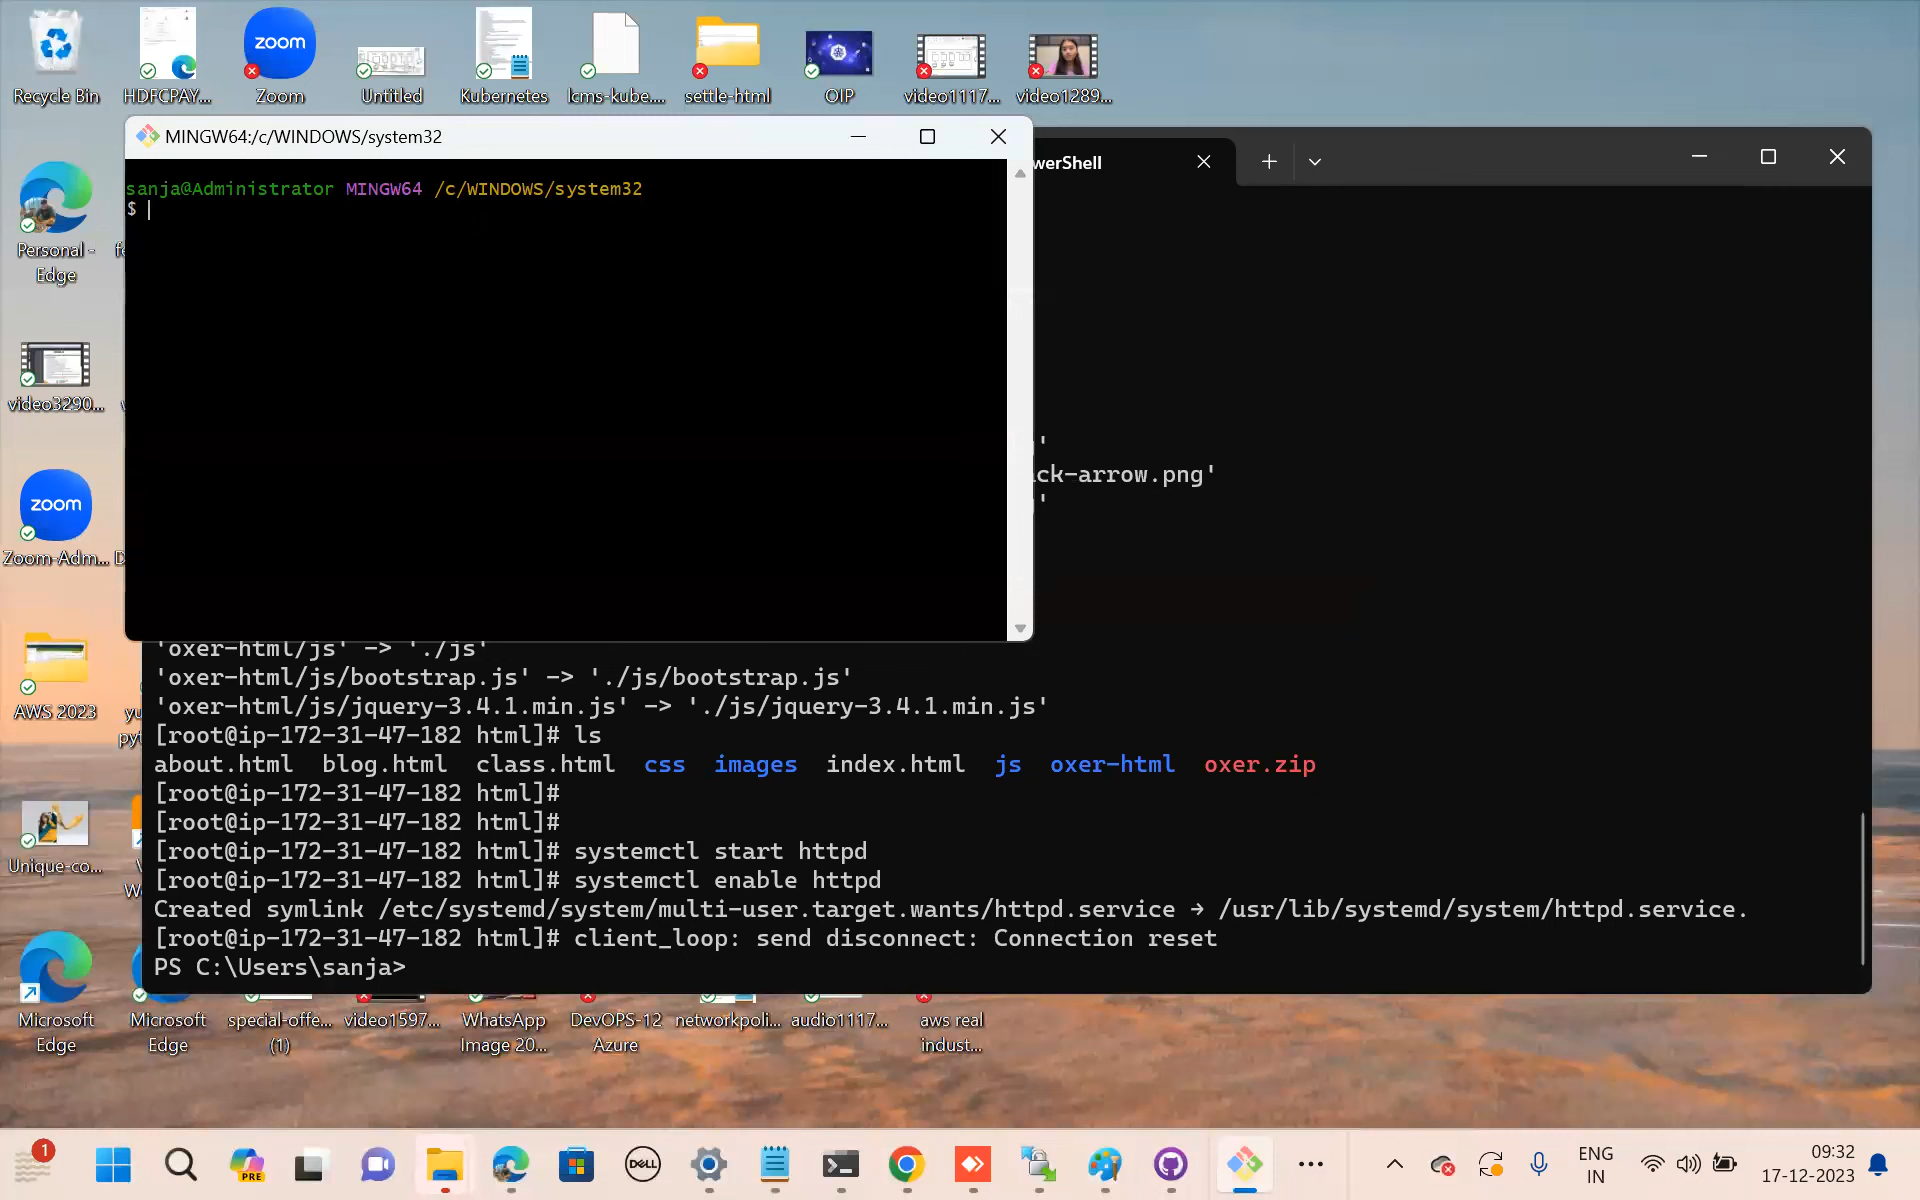 Recycle Bin
HDFCPAY...
zoom
Zoom
Untitled
Kubernetes
lcms-kube....
settle-html
OIP
video1117...
video1289...
MINGW64:/c/WINDOWS/system32
sanja@Administrator MINGW64 /c/WINDOWS/system32
$
werShell
Personal -
Edge
video3290...
zoom
Zoom-Adm...
AWS 2023
Unique-co...
g'
ck-arrow.png'
'oxer-html/js' -> './js'
'oxer-html/js/bootstrap.js' -> './js/bootstrap.js'
'oxer-html/js/jquery-3.4.1.min.js' -> './js/jquery-3.4.1.min.js'
[root@ip-172-31-47-182 html]# ls
about.html blog.html class.html css images index.html js oxer-html oxer.zip
[root@ip-172-31-47-182 html]#
[root@ip-172-31-47-182 html]#
[root@ip-172-31-47-182 html]# systemctl start httpd
[root@ip-172-31-47-182 html]# systemctl enable httpd
Created symlink /etc/systemd/system/multi-user.target.wants/httpd.service → /usr/lib/systemd/system/httpd.service.
[root@ip-172-31-47-182 html]# client_loop: send disconnect: Connection reset
PS C:\Users\sanja>
Microsoft
Edge
Microsoft
Edge
special-offe...
(1)
video1597...
WhatsApp
Image 20...
DevOPS-12
Azure
networkpoli...
audio1117...
aws real
indust...
1
PRE
DELL
ENG
IN
09:32
17-12-2023